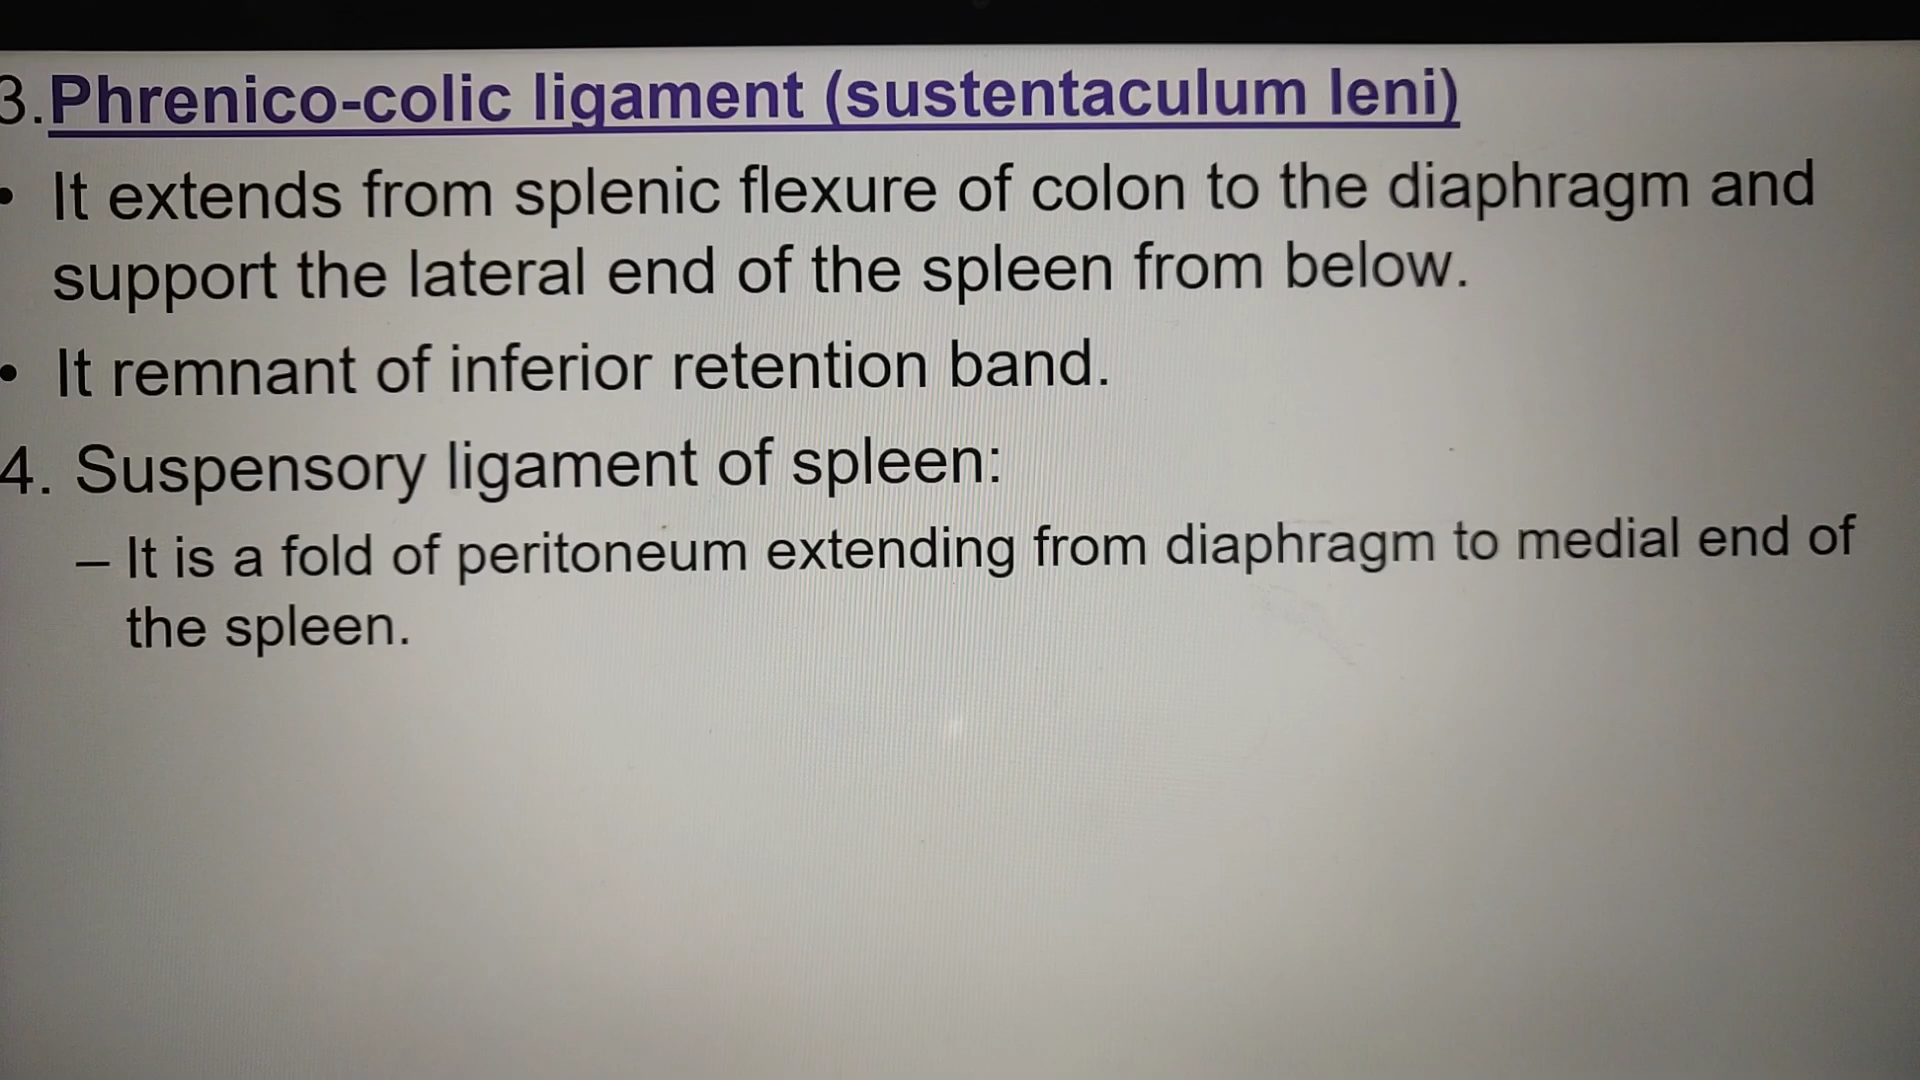 3.Phrenico-colic ligament (sustentaculum leni)
• It extends from splenic flexure of colon to the diaphragm and
support the lateral end of the spleen from below.
• It remnant of inferior retention band.
4. Suspensory ligament of spleen:
– It is a fold of peritoneum extending from diaphragm to medial end of
the spleen.